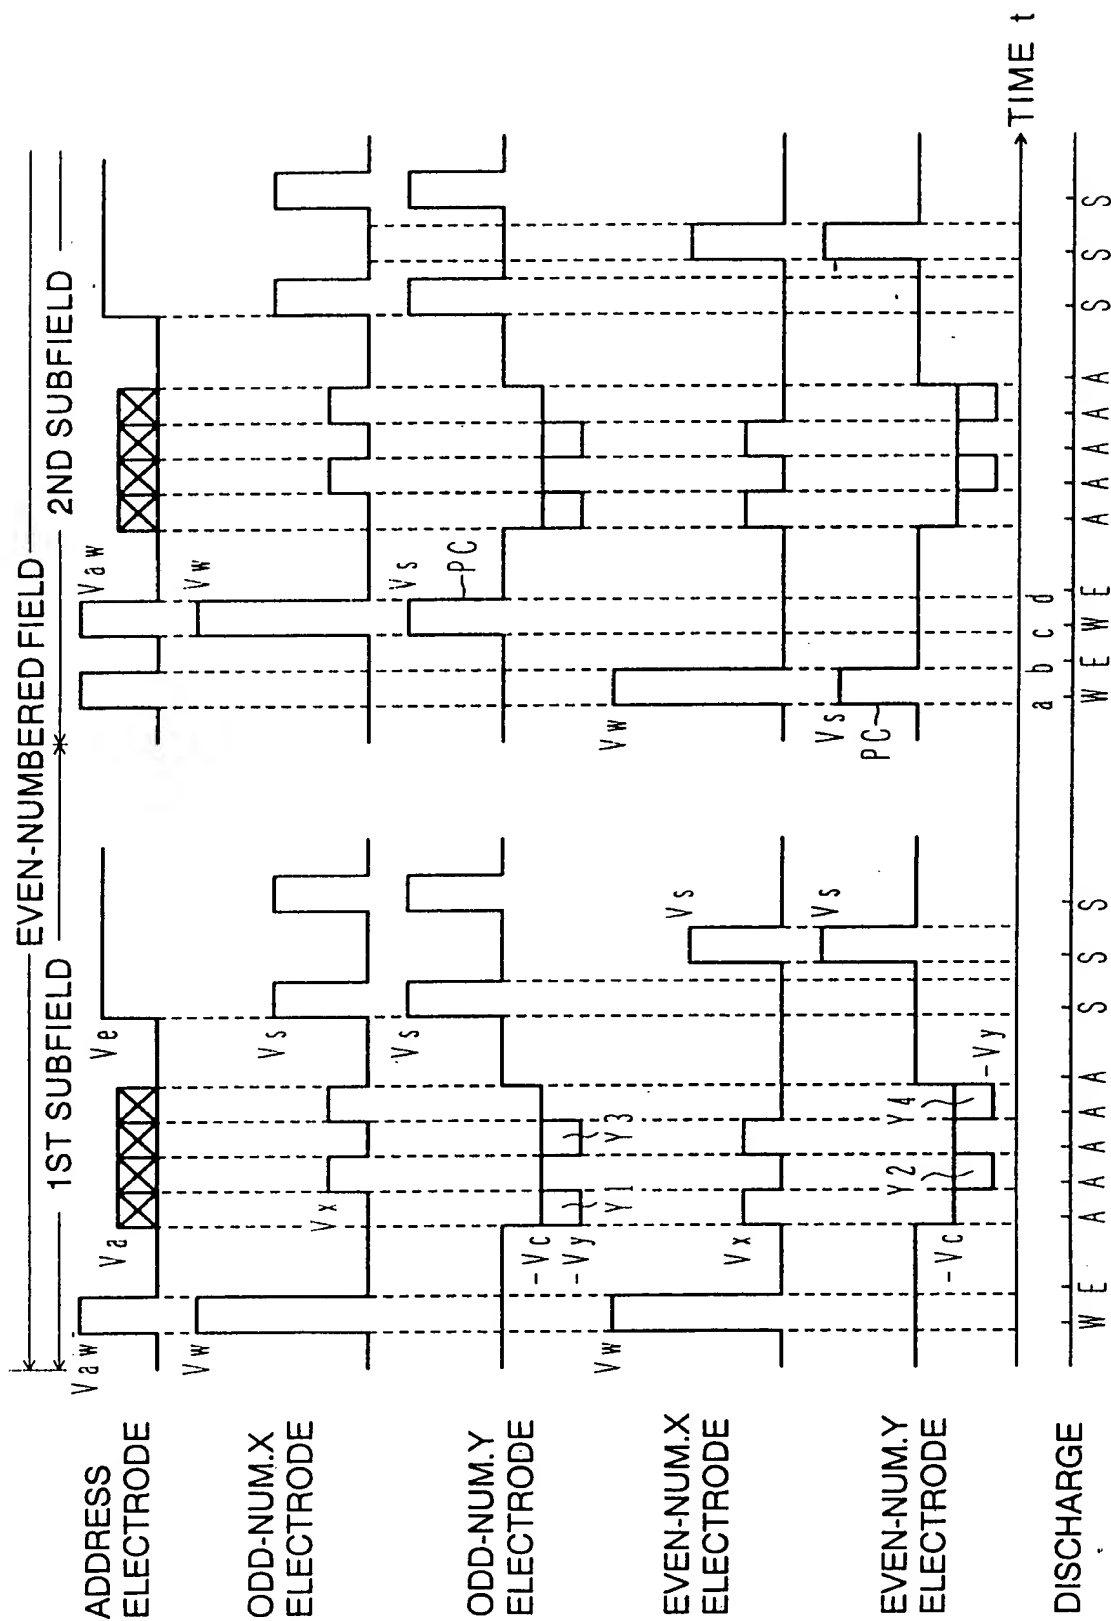 EVEN-NUMBERED FIELD
1ST SUBFIELD
2ND SUBFIELD
ADDRESS
ELECTRODE
Vaw
Va
Ve
Vaw
ODD-NUM.X
ELECTRODE
Vw
Vx
Vs
Vw
ODD-NUM.Y
ELECTRODE
-Vc
-Vy
Y1
Y3
Vs
Vs
PC
EVEN-NUM.X
ELECTRODE
Vw
Vx
Vs
Vw
EVEN-NUM.Y
ELECTRODE
-Vc
Y2
Y4
-Vy
Vs
Vs
PC
TIME t
a b c d
DISCHARGE
W E A A A A A S S S W E W E A A A A A S S S